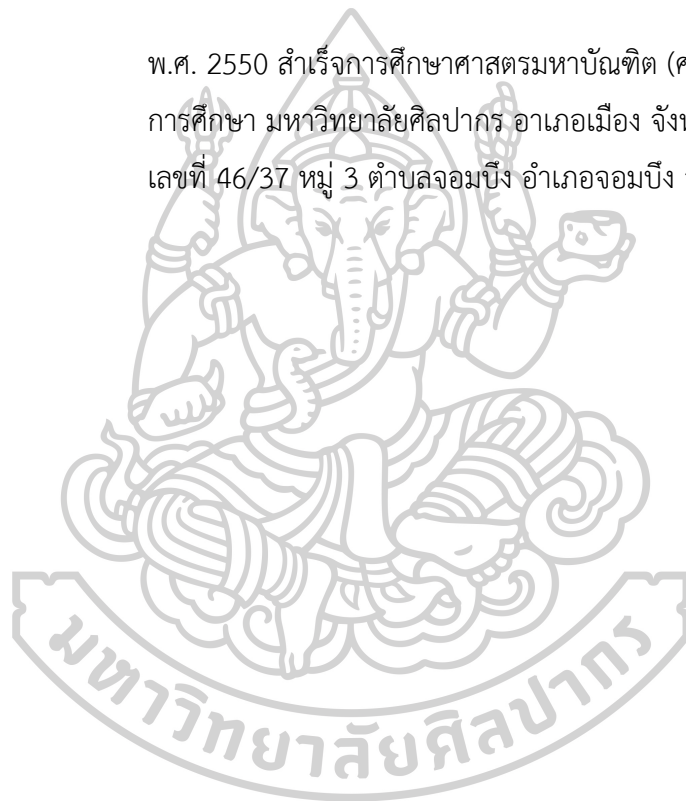 พ.ศ. 2550 สำเร็จการศึกษาศาสตรมหาบัณฑิต (ศ
การศึกษา มหาวิทยาลัยศิลปากร อาเภอเมือง จังห
เลขที่ 46/37 หมู่ 3 ตำบลจอมบึง อำเภอจอมบึง
มหาวิทยาลัยศิลปากร